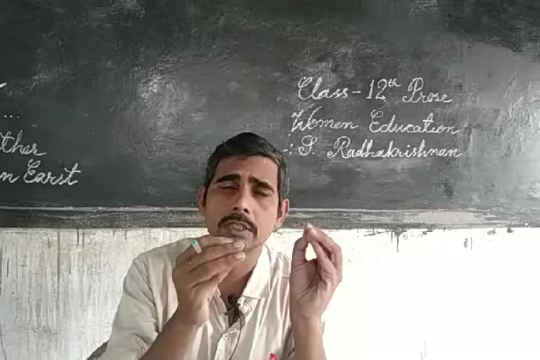 Class - 12th Prose
Women Education
: S. Radhakrishnan
ther
n Earst